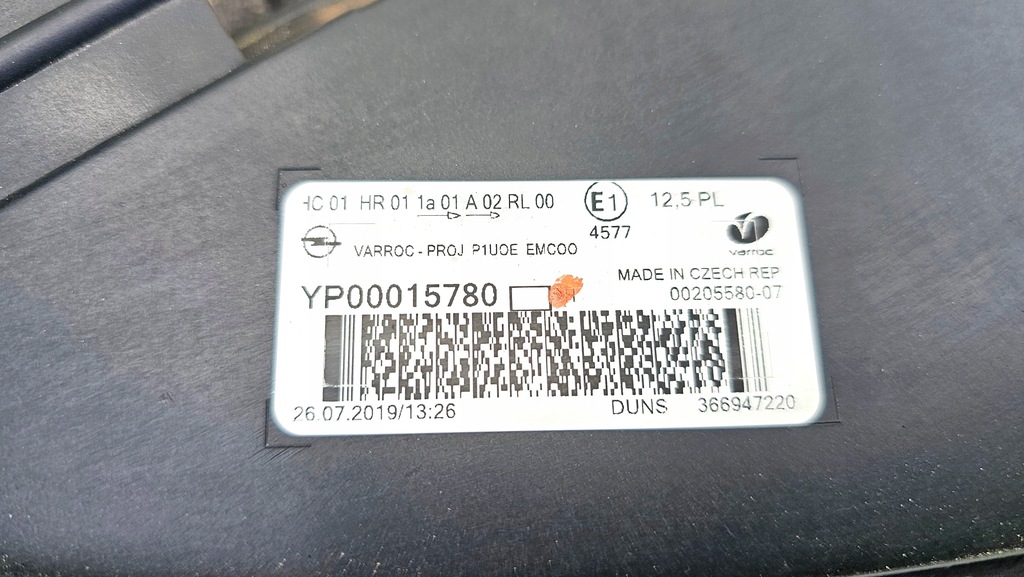 HC 01 HR 01 1a 01 A 02 RL 00
E1
12,5 PL
4577
VARROC - PROJ P1UOE EMCOO
varroc
MADE IN CZECH REP
YP00015780
00205580-07
26.07.2019/13:26
DUNS 366947220